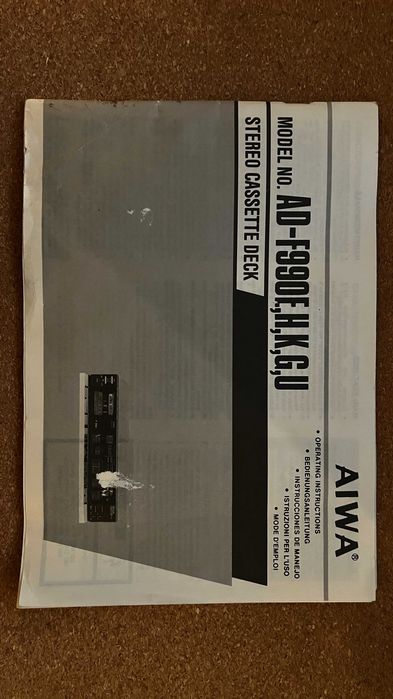 AIWA®
• OPERATING INSTRUCTIONS
• BEDIENUNGSANLEITUNG
• INSTRUCCIONES DE MANEJO
• ISTRUZIONI PER L'USO
• MODE D'EMPLOI
MODEL NO. AD-F990E,H,K,G,U
STEREO CASSETTE DECK